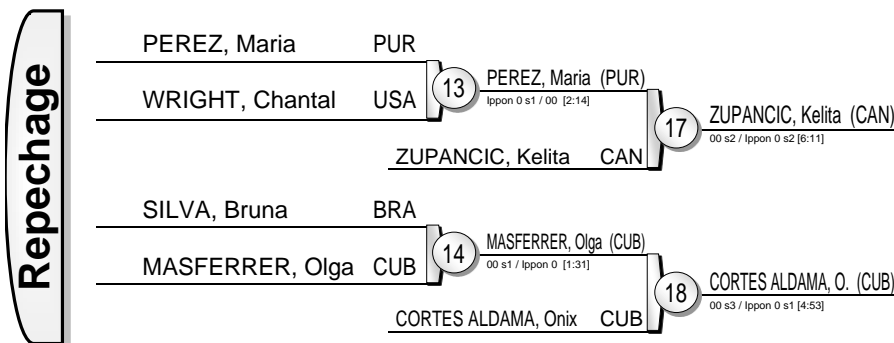 Repechage
PEREZ, Maria PUR
WRIGHT, Chantal USA
13
PEREZ, Maria (PUR)
Ippon 0 s1 / 00 [2:14]
ZUPANCIC, Kelita CAN
17
ZUPANCIC, Kelita (CAN)
00 s2 / Ippon 0 s2 [6:11]
SILVA, Bruna BRA
MASFERRER, Olga CUB
14
MASFERRER, Olga (CUB)
00 s1 / Ippon 0 [1:31]
CORTES ALDAMA, Onix CUB
18
CORTES ALDAMA, O. (CUB)
00 s3 / Ippon 0 s1 [4:53]